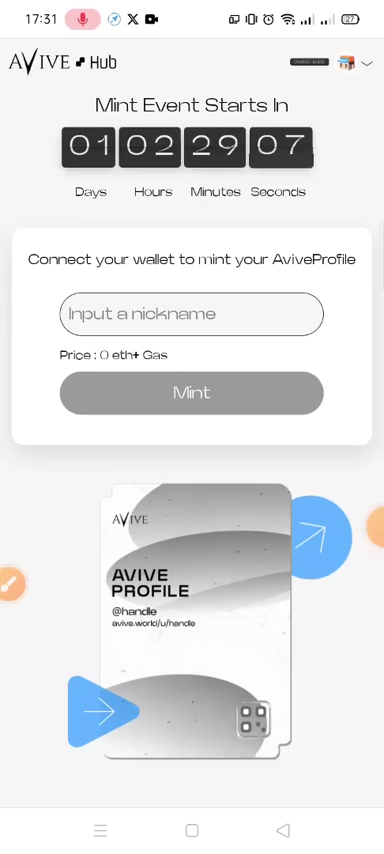 17:31
27
AVIVE Hub
Mint Event Starts In
01 02 29 07
Days Hours Minutes Seconds
Connect your wallet to mint your AviveProfile
Input a nickname
Price : 0 eth+ Gas
Mint
AVIVE
AVIVE
PROFILE
@handle
avive.world/u/handle